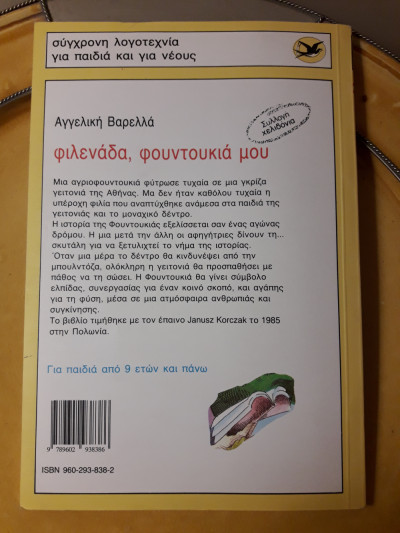 σύγχρονη λογοτεχνία
για παιδιά και για νέους
Αγγελική Βαρελλά
Συλλογή
χελιδόνια
φιλενάδα, φουντουκιά μου
Μια αγριοφουντουκιά φύτρωσε τυχαία σε μια γκρίζα
γειτονιά της Αθήνας. Μα δεν ήταν καθόλου τυχαία η
υπέροχη φιλία που αναπτύχθηκε ανάμεσα στα παιδιά της
γειτονιάς και το μοναχικό δέντρο.
Η ιστορία της Φουντουκιάς εξελίσσεται σαν ένας αγώνας
δρόμου. Η μια μετά την άλλη οι αφηγήτριες δίνουν τη...
σκυτάλη για να ξετυλιχτεί το νήμα της ιστορίας.
Όταν μια μέρα το δέντρο θα κινδυνέψει από την
μπουλντόζα, ολόκληρη η γειτονιά θα προσπαθήσει με
πάθος να τη σώσει. Η Φουντουκιά θα γίνει σύμβολο
ελπίδας, συνεργασίας για έναν κοινό σκοπό, και αγάπης
για τη φύση, μέσα σε μια ατμόσφαιρα ανθρωπιάς και
συγκίνησης.
Το βιβλίο τιμήθηκε με τον έπαινο Janusz Korczak το 1985
στην Πολωνία.
Για παιδιά από 9 ετών και πάνω
9 789602 938386
ISBN 960-293-838-2